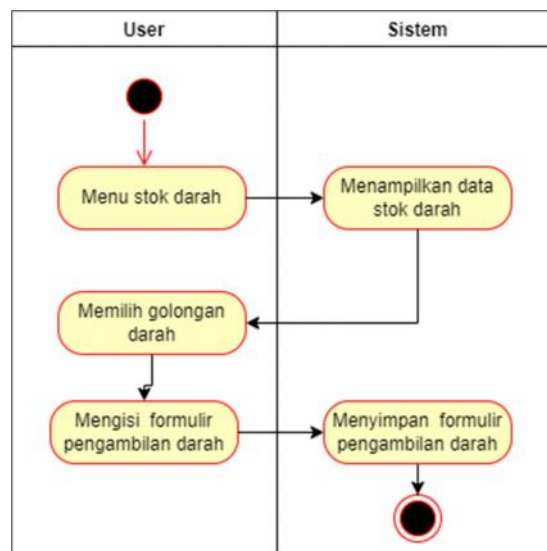 User
Sistem
Menu stok darah
Menampilkan data
stok darah
Memilih golongan
darah
Mengisi formulir
pengambilan darah
Menyimpan formulir
pengambilan darah